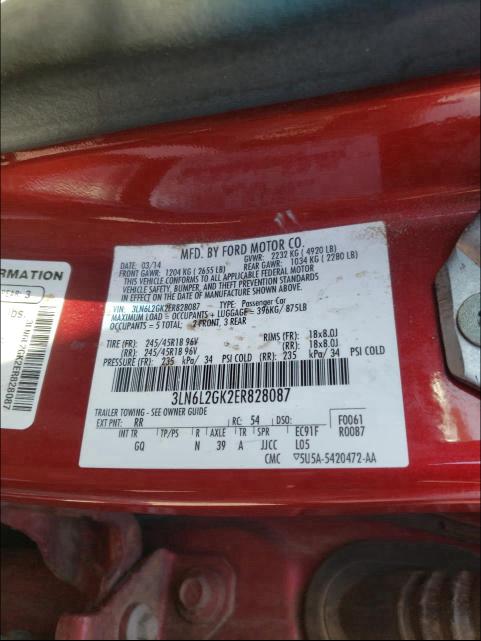 MFD. BY FORD MOTOR CO.
DATE: 03/14 GVWR: 2232 KG ( 4920 LB)
FRONT GAWR: 1204 KG ( 2655 LB) REAR GAWR: 1034 KG ( 2280 LB)
THIS VEHICLE CONFORMS TO ALL APPLICABLE FEDERAL MOTOR
VEHICLE SAFETY, BUMPER, AND THEFT PREVENTION STANDARDS
IN EFFECT ON THE DATE OF MANUFACTURE SHOWN ABOVE.
VIN: 3LN6L2GK2ER828087 TYPE: Passenger Car
MAXIMUM LOAD = OCCUPANTS + LUGGAGE = 396KG/ 875LB
OCCUPANTS = 5 TOTAL: 2 FRONT, 3 REAR
TIRE (FR): 245/45R18 96V RIMS (FR): 18x8.0J
(RR): 245/45R18 96V (RR): 18x8.0J
PRESSURE (FR): 235 kPa/ 34 PSI COLD (RR): 235 kPa/ 34 PSI COLD
3LN6L2GK2ER828087
TRAILER TOWING - SEE OWNER GUIDE
EXT PNT: RR RC: 54 DSO: F0061
INT TR TP/PS R AXLE TR SPR EC91F R0087
GQ N 39 A JJCC L05
CMC 5U5A-5420472-AA
ORMATION
3
ER828087